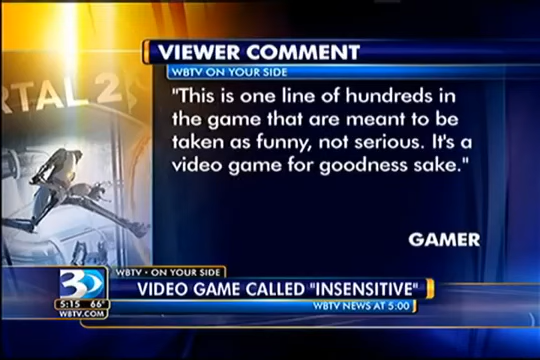 RTAL 2
VIEWER COMMENT
WBTV ON YOUR SIDE
"This is one line of hundreds in
the game that are meant to be
taken as funny, not serious. It's a
video game for goodness sake."
GAMER
WBTV • ON YOUR SIDE
3
VIDEO GAME CALLED "INSENSITIVE"
5:15 66°
WBTV NEWS AT 5:00
WBTV.COM